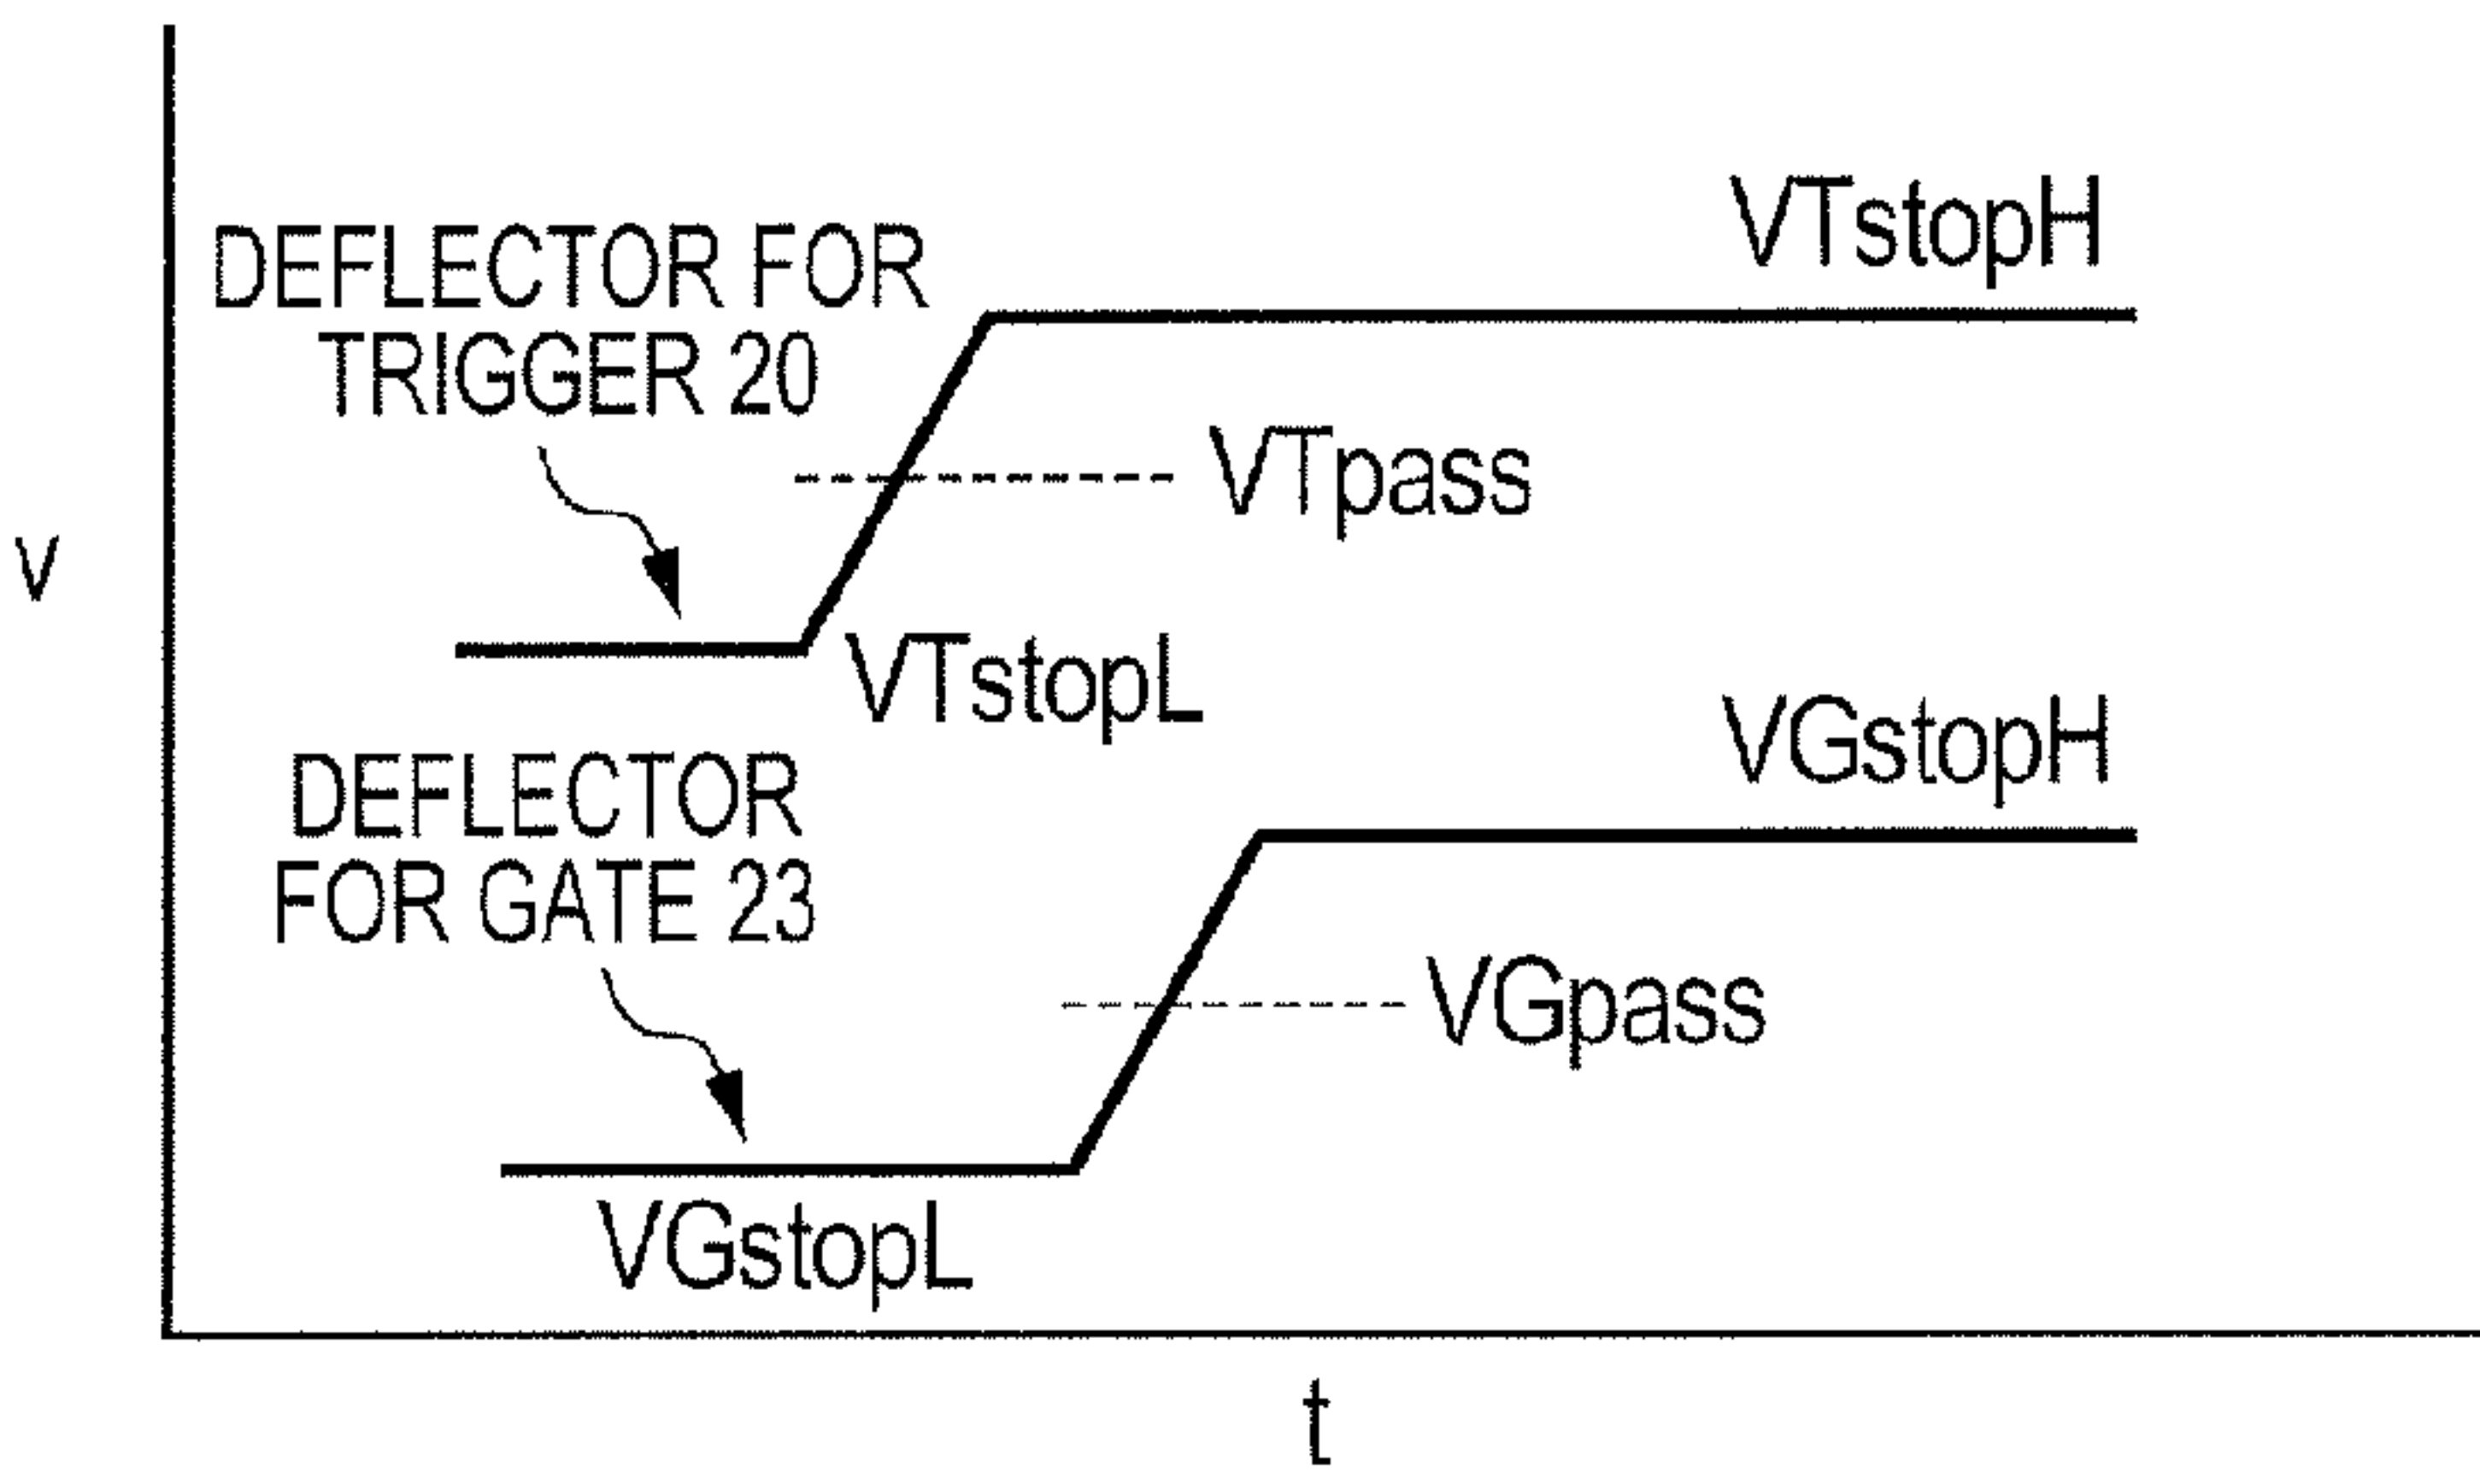 VTstopH
DEFLECTOR FOR
TRIGGER 20
VTpass
v
VTstopL
VGstopH
DEFLECTOR
FOR GATE 23
VGpass
VGstopL
t